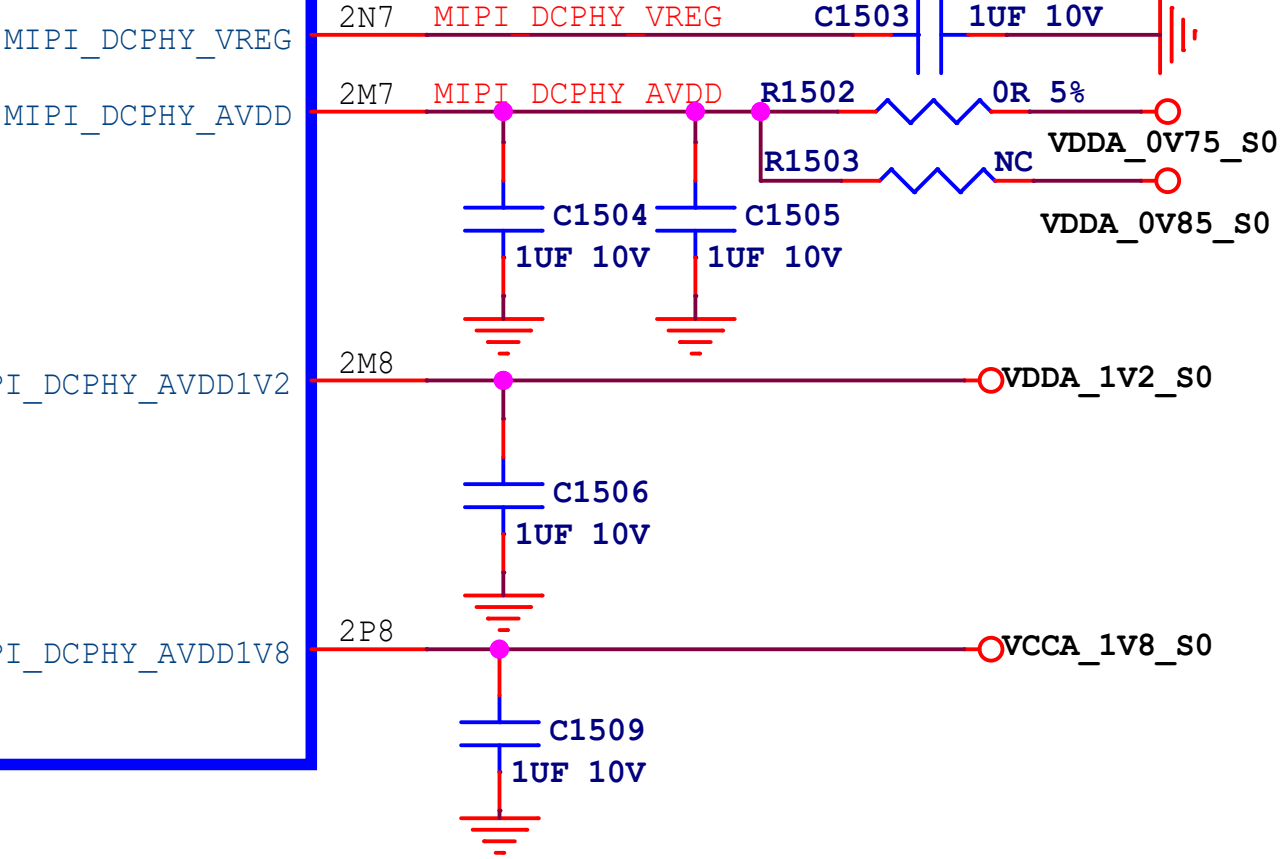 2N7 MIPI_DCPHY_VREG C1503 1UF 10V
MIPI_DCPHY_VREG
2M7 MIPI_DCPHY_AVDD R1502 0R 5%
MIPI_DCPHY_AVDD
VDDA_0V75_S0
R1503 NC
VDDA_0V85_S0
C1504 C1505
1UF 10V 1UF 10V
2M8
PI_DCPHY_AVDD1V2 VDDA_1V2_S0
C1506
1UF 10V
2P8
PI_DCPHY_AVDD1V8 VCCA_1V8_S0
C1509
1UF 10V